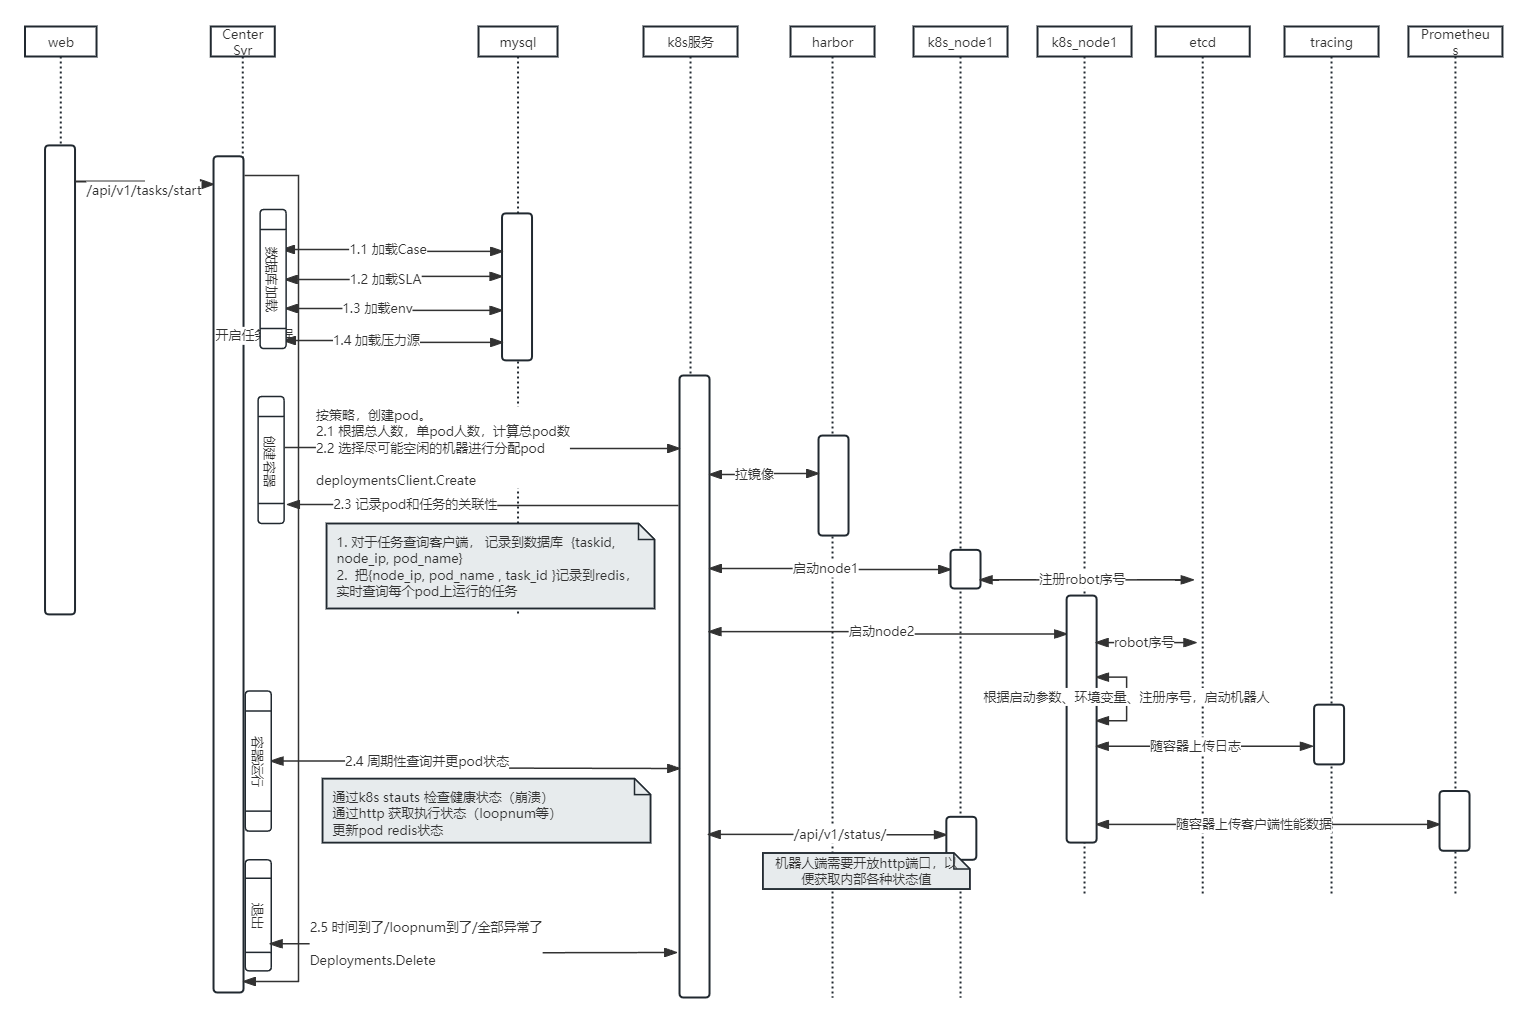 web
Center
Svr
mysql
k8s服务
harbor
k8s_node1
k8s_node1
etcd
tracing
Prometheu
s
/api/v1/tasks/start
数据库加载
1.1 加载Case
1.2 加载SLA
1.3 加载env
开启任务
1.4 加载压力源
创建容器
按策略，创建pod。
2.1 根据总人数，单pod人数，计算总pod数
2.2 选择尽可能空闲的机器进行分配pod
deploymentsClient.Create
拉镜像
2.3 记录pod和任务的关联性
1. 对于任务查询客户端， 记录到数据库 {taskid,
node_ip, pod_name}
2. 把{node_ip, pod_name , task_id }记录到redis，
实时查询每个pod上运行的任务
启动node1
注册robot序号
启动node2
robot序号
根据启动参数、环境变量、注册序号，启动机器人
随容器上传日志
容器运行
2.4 周期性查询并更pod状态
通过k8s stauts 检查健康状态（崩溃）
通过http 获取执行状态（loopnum等）
更新pod redis状态
随容器上传客户端性能数据
/api/v1/status/
机器人端需要开放http端口，以
便获取内部各种状态值
退出
2.5 时间到了/loopnum到了/全部异常了
Deployments.Delete